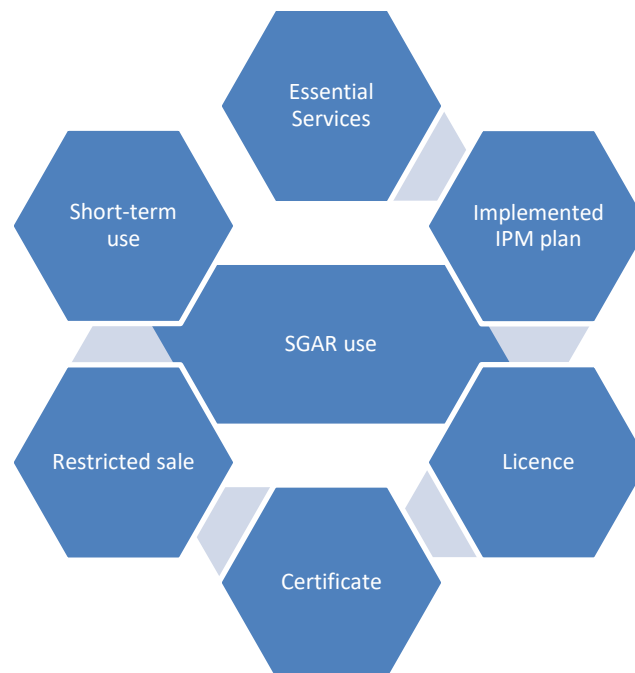 Essential
Services
Short-term
use
Implemented
IPM plan
SGAR use
Restricted sale
Licence
Certificate